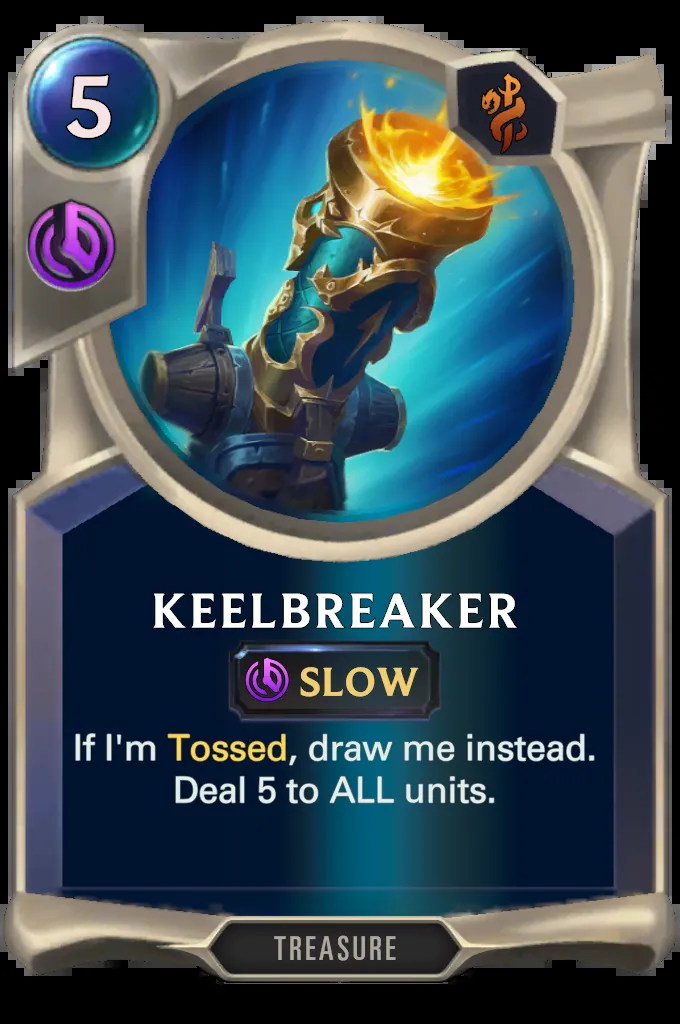 5
KEELBREAKER
SLOW
If I'm Tossed, draw me instead.
Deal 5 to ALL units.
TREASURE